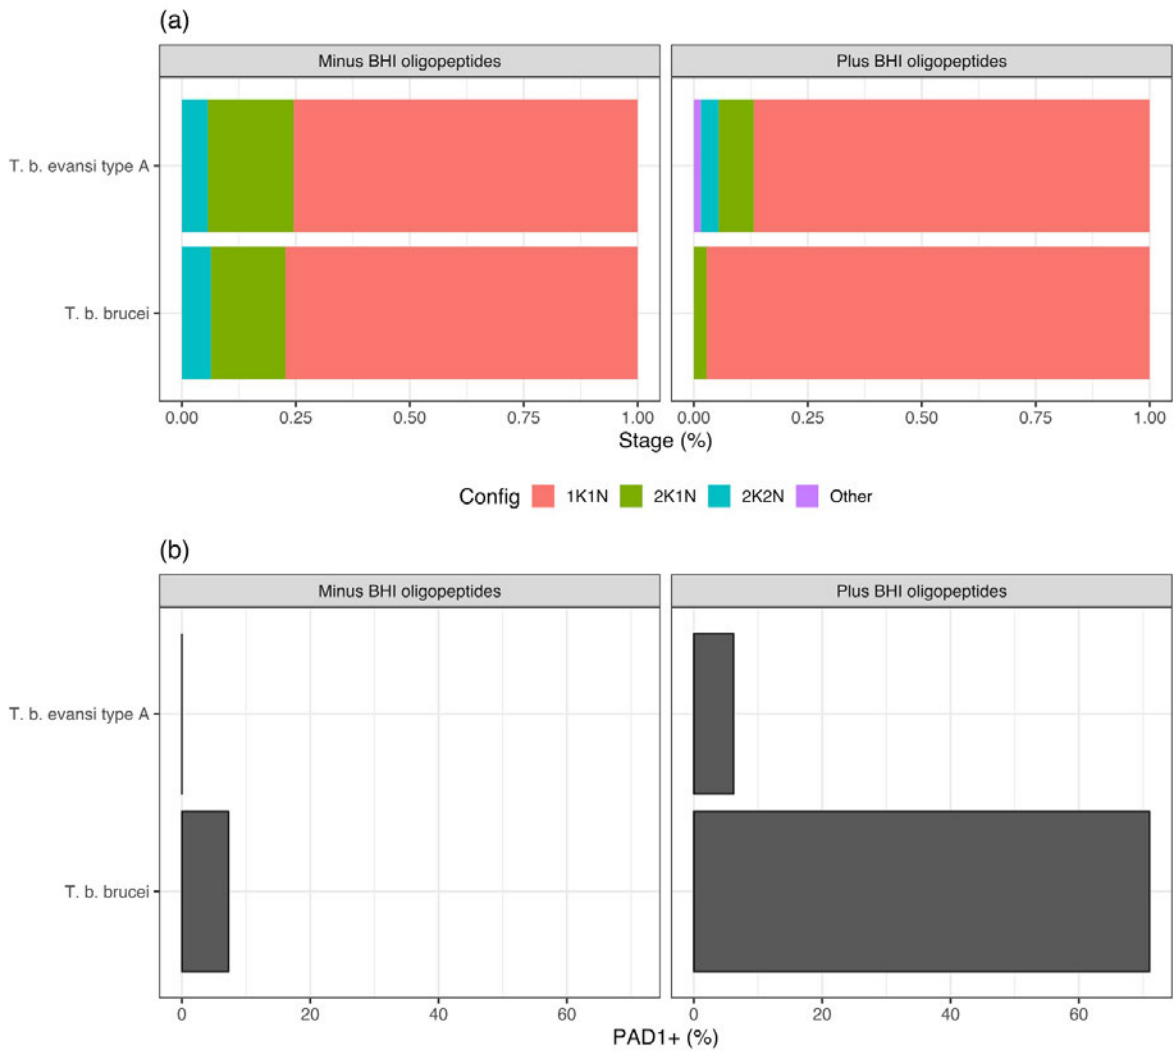 (a)
Minus BHI oligopeptides Plus BHI oligopeptides
T. b. evansi type A
T. b. brucei
0.00 0.25 0.50 0.75 1.00 0.00 0.25 0.50 0.75 1.00
Stage (%)
Config 1K1N 2K1N 2K2N Other
(b)
Minus BHI oligopeptides Plus BHI oligopeptides
T. b. evansi type A
T. b. brucei
0 20 40 60 0 20 40 60
PAD1+ (%)